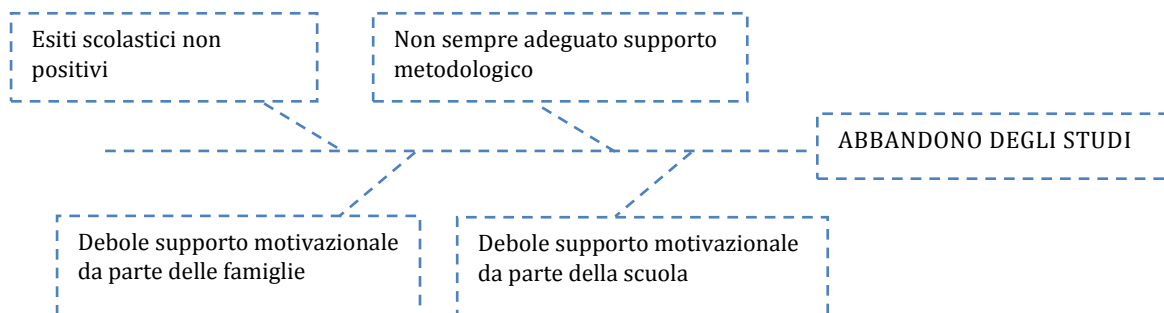 Esiti scolastici non
positivi
Non sempre adeguato supporto
metodologico
ABBANDONO DEGLI STUDI
Debole supporto motivazionale
da parte delle famiglie
Debole supporto motivazionale
da parte della scuola